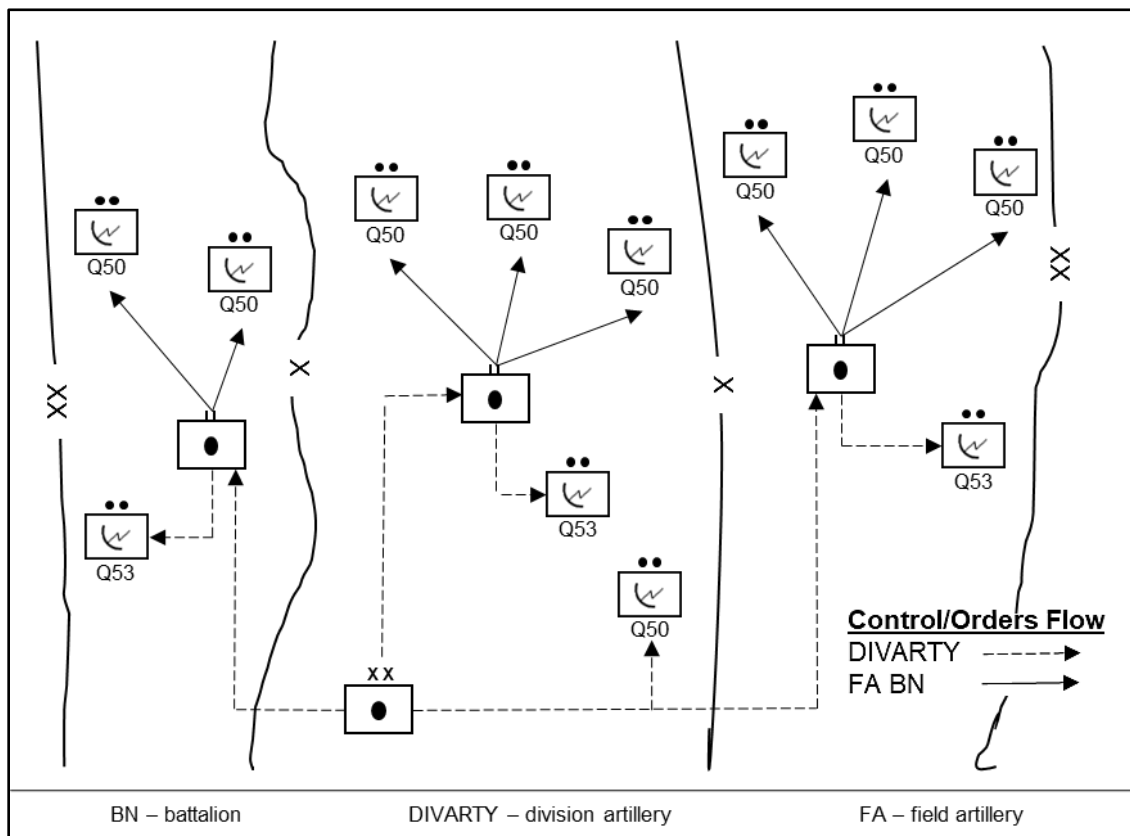 Q50
Q50
Q50
Q50
Q50
Q50
Q50
Q50
XX
X
XX
X
Q53
Q53
Q53
Q50
XX
Control/Orders Flow
DIVARTY
FA BN
BN – battalion
DIVARTY – division artillery
FA – field artillery